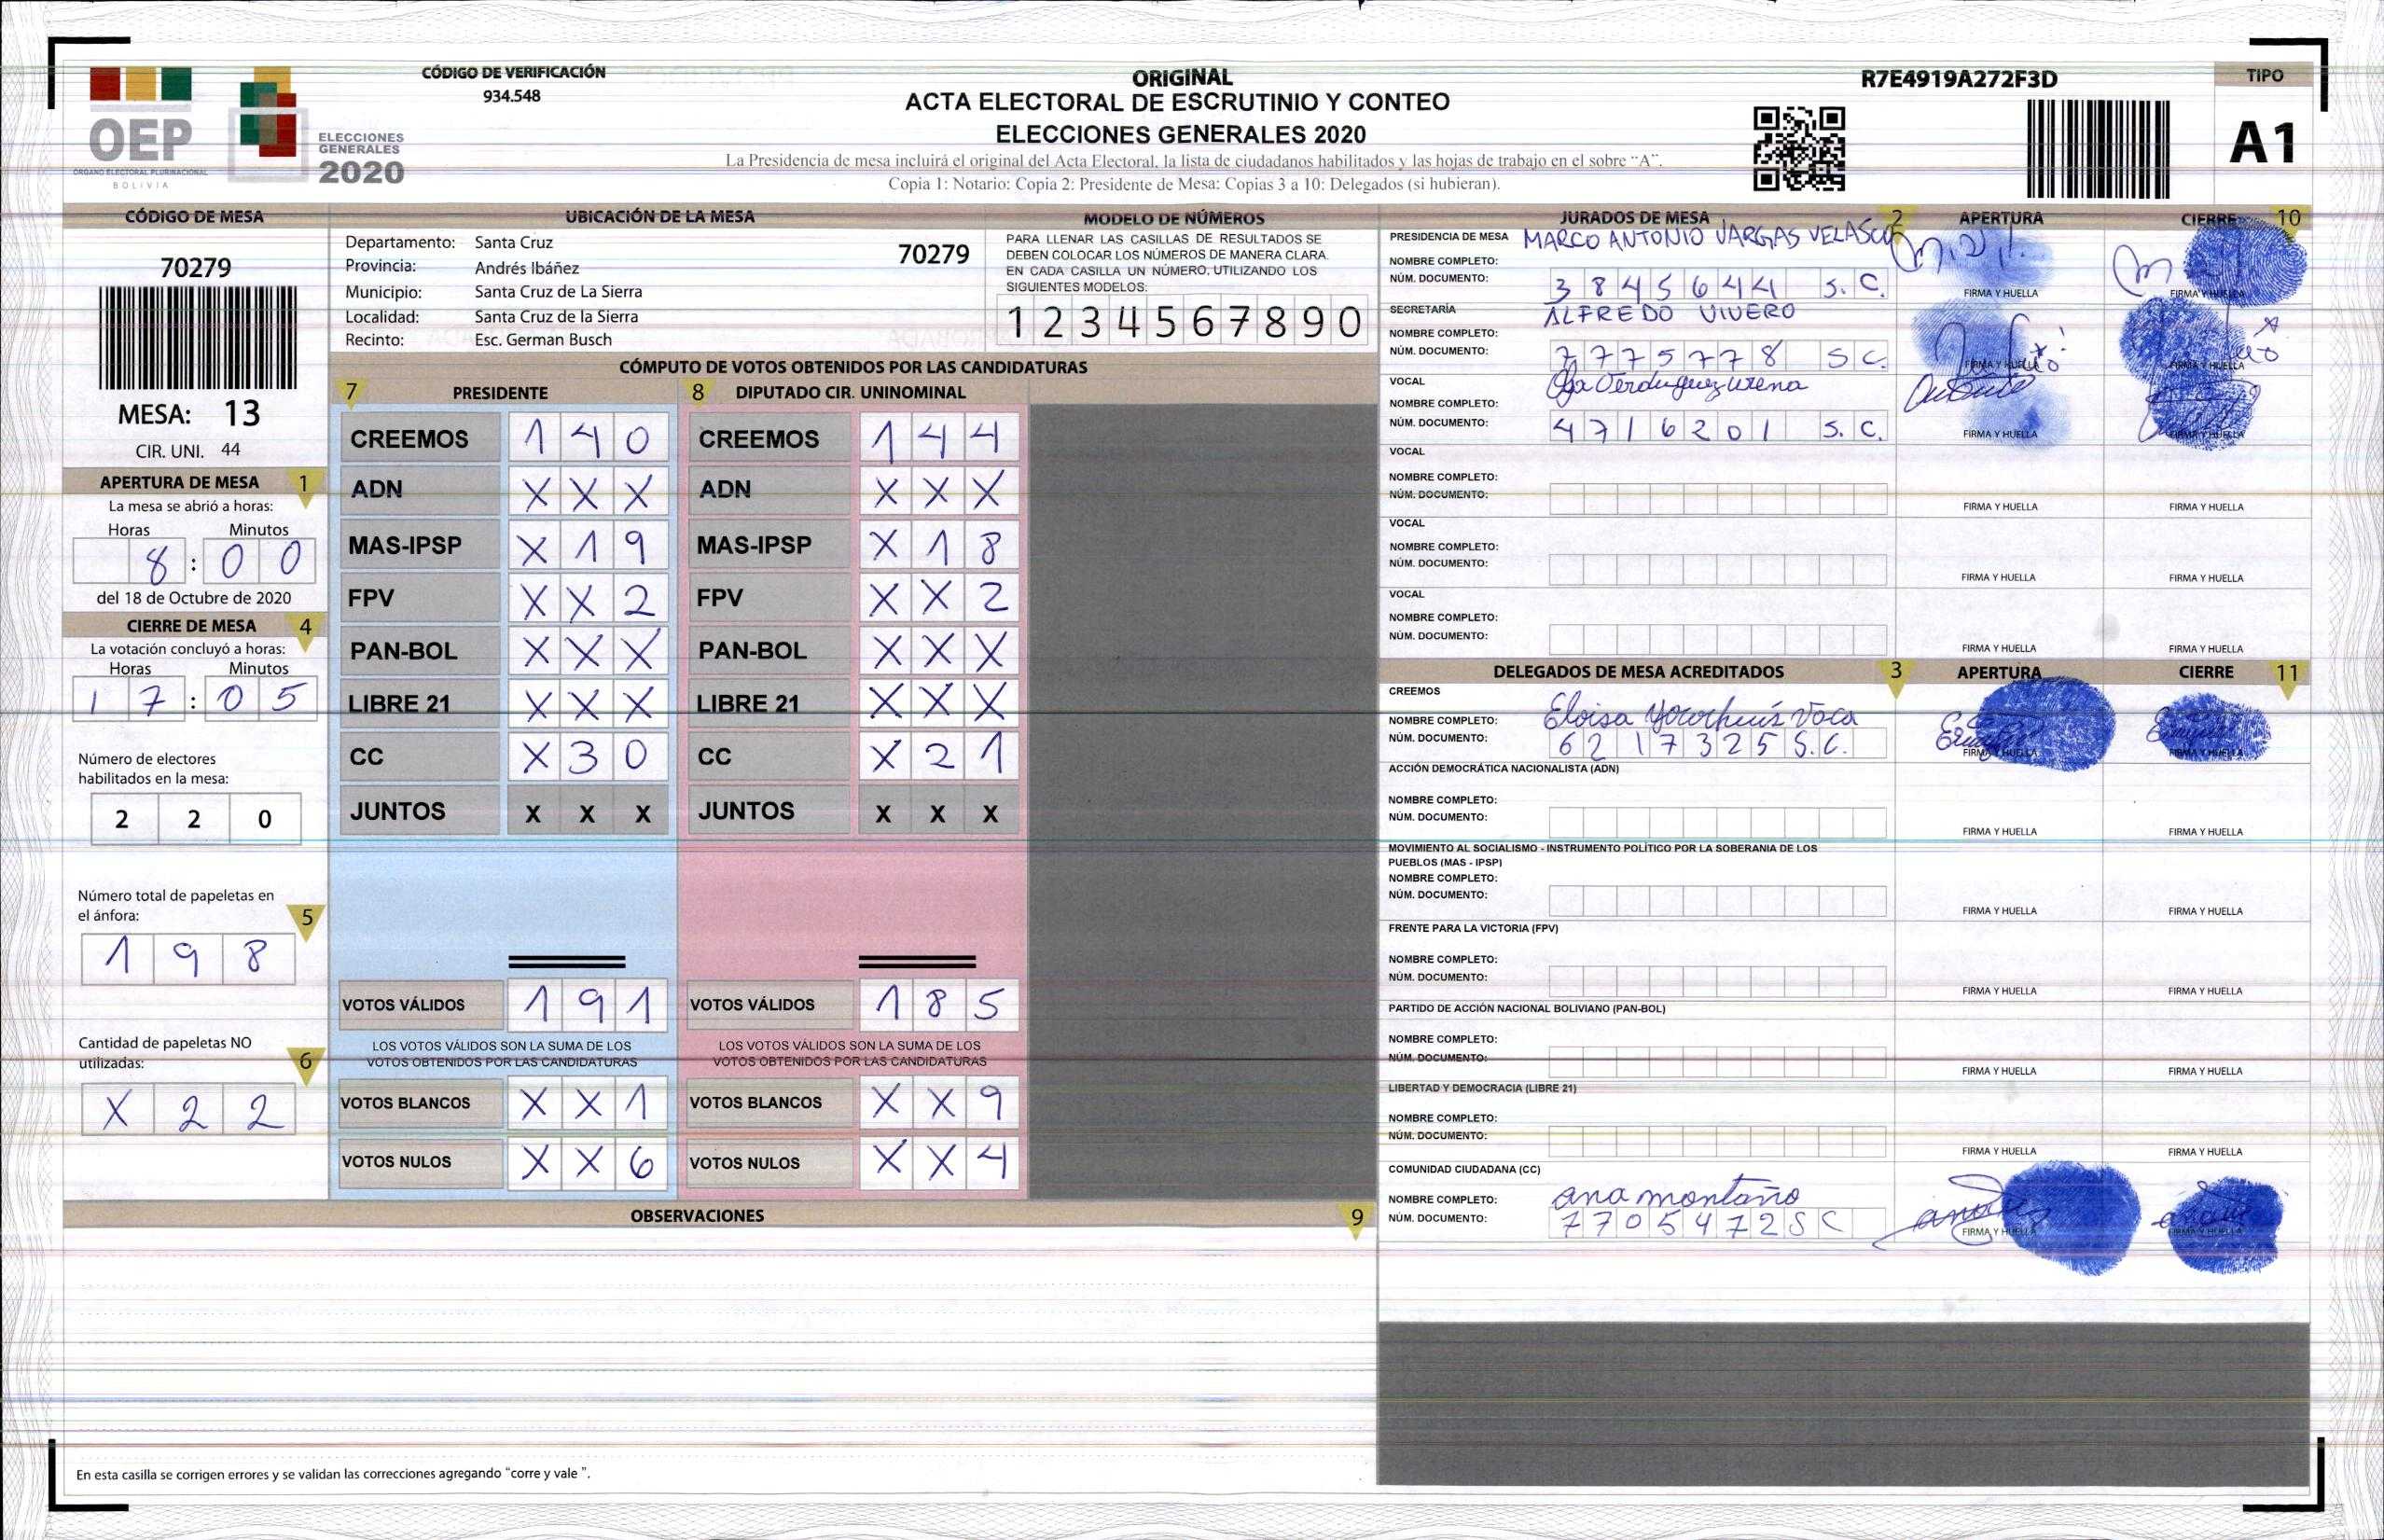 CÓDIGO DE VERIFICACIÓN
934.548
OEP
ÓRGANO ELECTORAL PLURINACIONAL
BOLIVIA
ELECCIONES
GENERALES
2020
ORIGINAL
ACTA ELECTORAL DE ESCRUTINIO Y CONTEO
ELECCIONES GENERALES 2020
La Presidencia de mesa incluirá el original del Acta Electoral, la lista de ciudadanos habilitados y las hojas de trabajo en el sobre “A”.
Copia 1: Notario: Copia 2: Presidente de Mesa: Copias 3 a 10: Delegados (si hubieran).
R7E4919A272F3D
TIPO
A1
CÓDIGO DE MESA
70279
MESA: 13
CIR. UNI. 44
APERTURA DE MESA 1
La mesa se abrió a horas:
Horas Minutos
8 : 0 0
del 18 de Octubre de 2020
CIERRE DE MESA 4
La votación concluyó a horas:
Horas Minutos
1 7 : 0 5
Número de electores
habilitados en la mesa:
2 2 0
Número total de papeletas en
el ánfora: 5
1 9 8
Cantidad de papeletas NO
utilizadas: 6
X 2 2
UBICACIÓN DE LA MESA
Departamento: Santa Cruz 70279
Provincia: Andrés Ibáñez
Municipio: Santa Cruz de La Sierra
Localidad: Santa Cruz de la Sierra
Recinto: Esc. German Busch
MODELO DE NÚMEROS
PARA LLENAR LAS CASILLAS DE RESULTADOS SE
DEBEN COLOCAR LOS NÚMEROS DE MANERA CLARA.
EN CADA CASILLA UN NÚMERO, UTILIZANDO LOS
SIGUIENTES MODELOS:
1 2 3 4 5 6 7 8 9 0
CÓMPUTO DE VOTOS OBTENIDOS POR LAS CANDIDATURAS
7 PRESIDENTE 8 DIPUTADO CIR. UNINOMINAL
CREEMOS 1 4 0 CREEMOS 1 4 4
ADN X X X ADN X X X
MAS-IPSP X 1 9 MAS-IPSP X 1 8
FPV X X 2 FPV X X 2
PAN-BOL X X X PAN-BOL X X X
LIBRE 21 X X X LIBRE 21 X X X
CC X 3 0 CC X 2 1
JUNTOS X X X JUNTOS X X X
VOTOS VÁLIDOS 1 9 1 VOTOS VÁLIDOS 1 8 5
LOS VOTOS VÁLIDOS SON LA SUMA DE LOS LOS VOTOS VÁLIDOS SON LA SUMA DE LOS
VOTOS OBTENIDOS POR LAS CANDIDATURAS VOTOS OBTENIDOS POR LAS CANDIDATURAS
VOTOS BLANCOS X X 1 VOTOS BLANCOS X X 9
VOTOS NULOS X X 6 VOTOS NULOS X X 4
OBSERVACIONES 9
En esta casilla se corrigen errores y se validan las correcciones agregando “corre y vale ”.
JURADOS DE MESA 2 APERTURA CIERRE 10
PRESIDENCIA DE MESA MARCO ANTONIO VARGAS VELASCO
NOMBRE COMPLETO:
NÚM. DOCUMENTO: 3 8 4 5 6 4 4 S. C.
FIRMA Y HUELLA FIRMA Y HUELLA
SECRETARÍA ALFREDO VIVERO
NOMBRE COMPLETO:
NÚM. DOCUMENTO: 7 7 7 5 7 7 8 S C.
FIRMA Y HUELLA FIRMA Y HUELLA
VOCAL
NOMBRE COMPLETO:
NÚM. DOCUMENTO: 4 7 1 6 2 0 1 S. C.
FIRMA Y HUELLA FIRMA Y HUELLA
VOCAL
NOMBRE COMPLETO:
NÚM. DOCUMENTO:
FIRMA Y HUELLA FIRMA Y HUELLA
VOCAL
NOMBRE COMPLETO:
NÚM. DOCUMENTO:
FIRMA Y HUELLA FIRMA Y HUELLA
VOCAL
NOMBRE COMPLETO:
NÚM. DOCUMENTO:
FIRMA Y HUELLA FIRMA Y HUELLA
DELEGADOS DE MESA ACREDITADOS 3 APERTURA CIERRE 11
CREEMOS
NOMBRE COMPLETO: Eloisa Vaca
NÚM. DOCUMENTO: 6 2 1 7 3 2 5 S. C.
FIRMA Y HUELLA FIRMA Y HUELLA
ACCIÓN DEMOCRÁTICA NACIONALISTA (ADN)
NOMBRE COMPLETO:
NÚM. DOCUMENTO:
FIRMA Y HUELLA FIRMA Y HUELLA
MOVIMIENTO AL SOCIALISMO - INSTRUMENTO POLÍTICO POR LA SOBERANIA DE LOS
PUEBLOS (MAS - IPSP)
NOMBRE COMPLETO:
NÚM. DOCUMENTO:
FIRMA Y HUELLA FIRMA Y HUELLA
FRENTE PARA LA VICTORIA (FPV)
NOMBRE COMPLETO:
NÚM. DOCUMENTO:
FIRMA Y HUELLA FIRMA Y HUELLA
PARTIDO DE ACCIÓN NACIONAL BOLIVIANO (PAN-BOL)
NOMBRE COMPLETO:
NÚM. DOCUMENTO:
FIRMA Y HUELLA FIRMA Y HUELLA
LIBERTAD Y DEMOCRACIA (LIBRE 21)
NOMBRE COMPLETO:
NÚM. DOCUMENTO:
FIRMA Y HUELLA FIRMA Y HUELLA
COMUNIDAD CIUDADANA (CC)
NOMBRE COMPLETO: ana montaño
NÚM. DOCUMENTO: 7 7 0 5 4 7 2 S C
FIRMA Y HUELLA FIRMA Y HUELLA